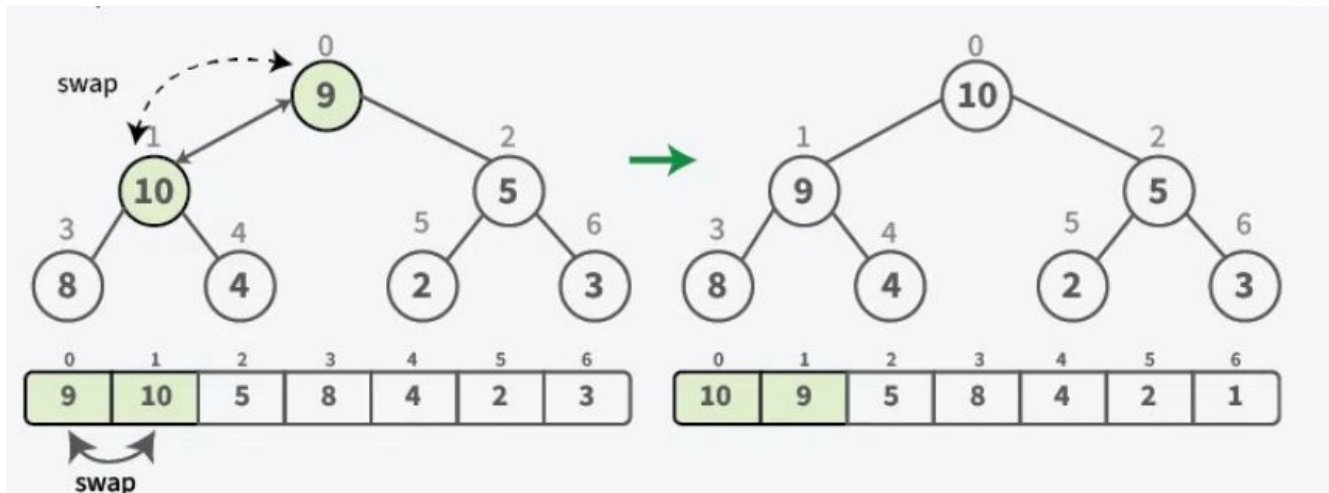 0 0
swap 9 10
1 2 1 2
10 5 9 5
3 4 5 6 3 4 5 6
8 4 2 3 8 4 2 3
0 1 2 3 4 5 6 0 1 2 3 4 5 6
9 10 5 8 4 2 3 10 9 5 8 4 2 1
swap